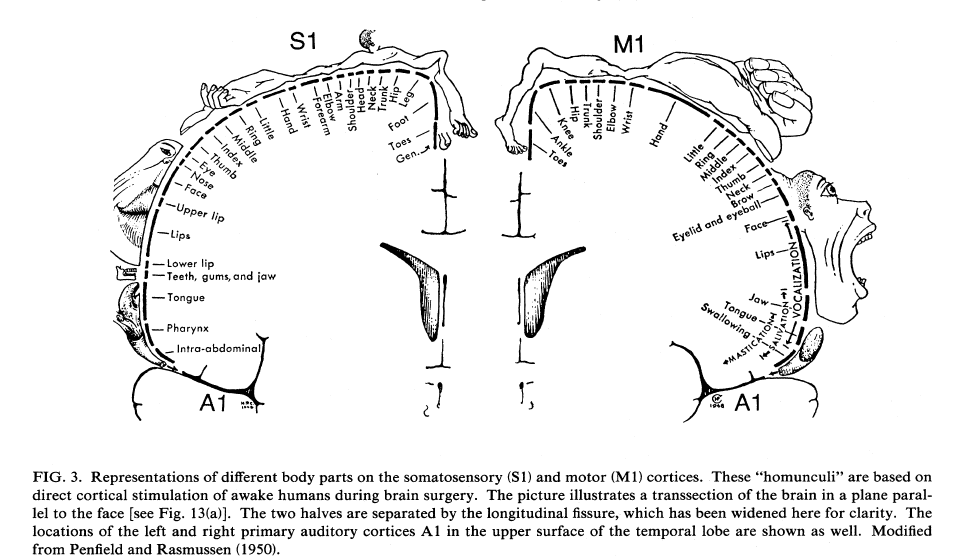 S1
M1
Gen.
Toes
Foot
Leg
Hip
Trunk
Neck
Head
Shoulder
Arm
Elbow
Forearm
Wrist
Hand
Little
Ring
Middle
Index
Thumb
Eye
Nose
Face
Upper lip
Lips
Lower lip
Teeth, gums, and jaw
Tongue
Pharynx
Intra-abdominal
A1
Toes
Ankle
Knee
Hip
Trunk
Shoulder
Elbow
Wrist
Hand
Little
Ring
Middle
Index
Thumb
Neck
Brow
Eyelid and eyeball
Face
Lips
Jaw
Tongue
Swallowing
MASTICATION
SALIVATION
VOCALIZATION
A1
FIG. 3. Representations of different body parts on the somatosensory (S1) and motor (M1) cortices. These “homunculi” are based on
direct cortical stimulation of awake humans during brain surgery. The picture illustrates a transsection of the brain in a plane paral-
lel to the face [see Fig. 13(a)]. The two halves are separated by the longitudinal fissure, which has been widened here for clarity. The
locations of the left and right primary auditory cortices A1 in the upper surface of the temporal lobe are shown as well. Modified
from Penfield and Rasmussen (1950).